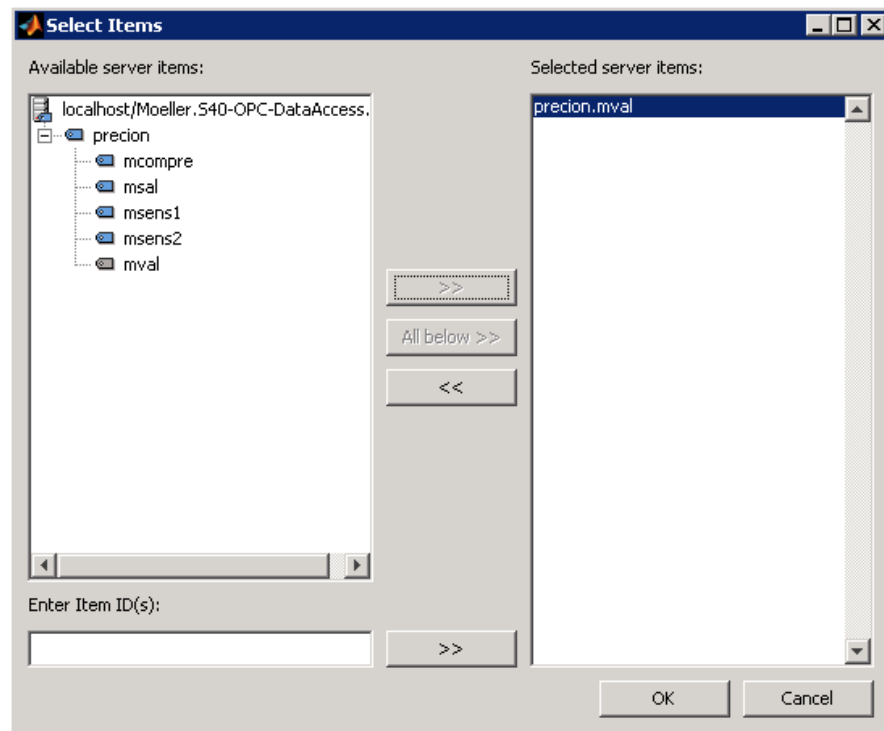 Select Items
Available server items:
Selected server items:
localhost/Moeller.S40-OPC-DataAccess.
precion
mcompre
msal
msens1
msens2
mval
precion.mval
>>
All below >>
<<
Enter Item ID(s):
>>
OK
Cancel